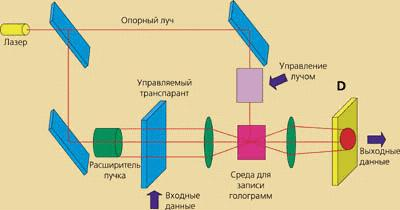 Опорный луч
Лазер
Управляемый
транспарант
Управление
лучом
D
Расширитель
пучка
Входные
данные
Среда для
записи
голограмм
Выходные
данные